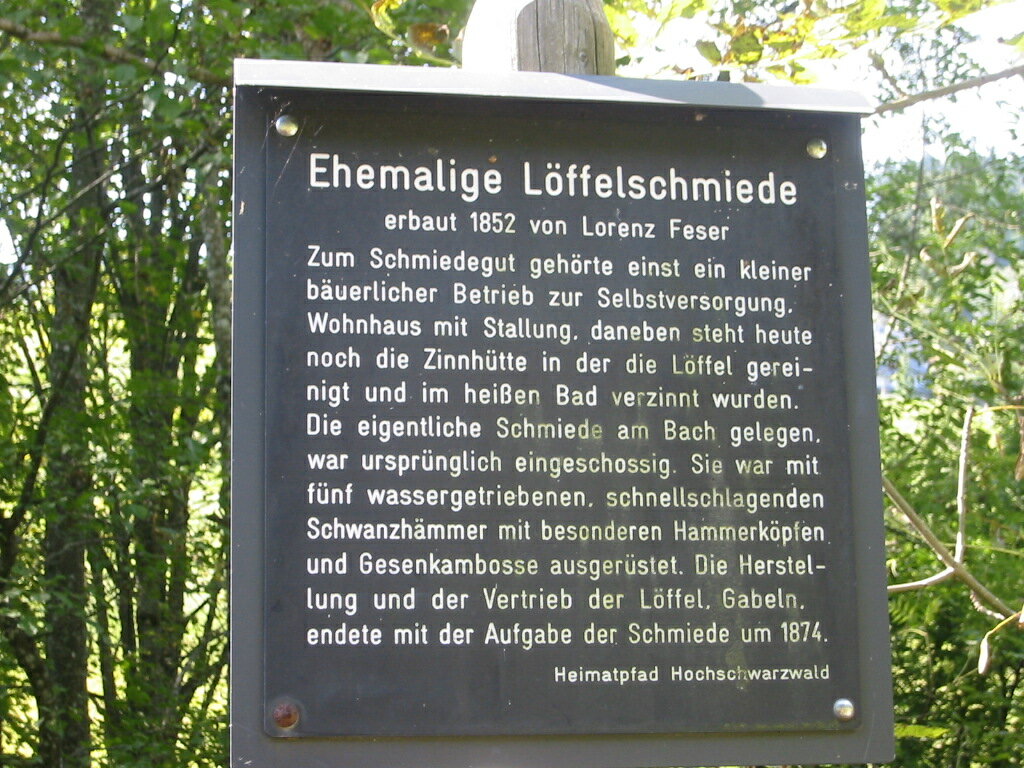 Ehemalige Löffelschmiede
erbaut 1852 von Lorenz Feser
Zum Schmiedegut gehörte einst ein kleiner
bäuerlicher Betrieb zur Selbstversorgung,
Wohnhaus mit Stallung, daneben steht heute
noch die Zinnhütte in der die Löffel gerei-
nigt und im heißen Bad verzinnt wurden.
Die eigentliche Schmiede am Bach gelegen,
war ursprünglich eingeschossig. Sie war mit
fünf wassergetriebenen, schnellschlagenden
Schwanzhämmer mit besonderen Hammerköpfen
und Gesenkambosse ausgerüstet. Die Herstel-
lung und der Vertrieb der Löffel, Gabeln,
endete mit der Aufgabe der Schmiede um 1874.
Heimatpfad Hochschwarzwald